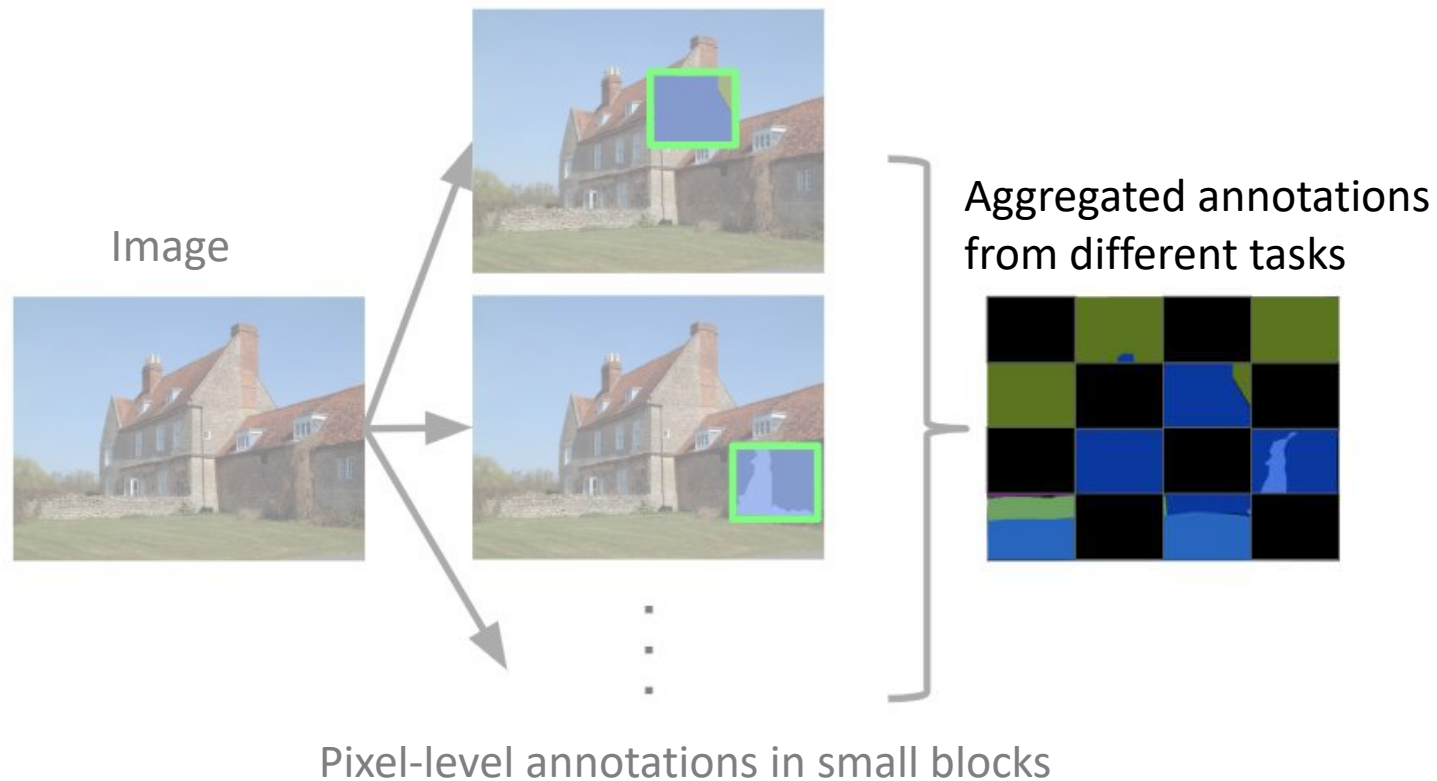 Image
Aggregated annotations
from different tasks
Pixel-level annotations in small blocks